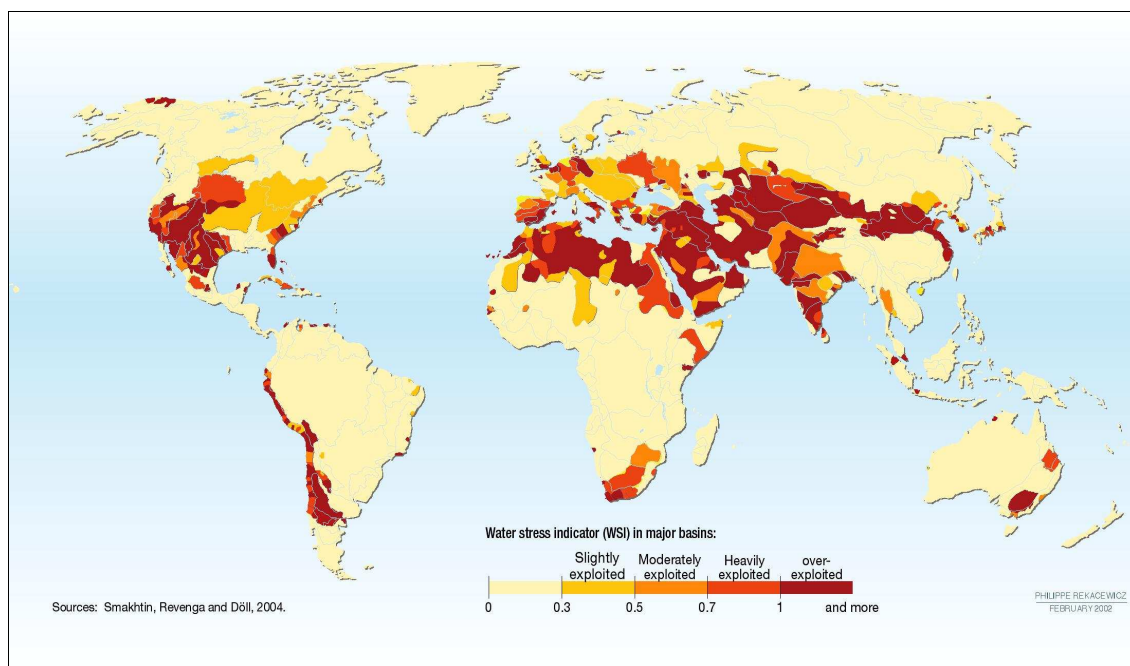 Water stress indicator (WSI) in major basins:
Slightly exploited
Moderately exploited
Heavily exploited
over-exploited
0
0.3
0.5
0.7
1
and more
Sources: Smakhtin, Revenga and Döll, 2004.
PHILIPPE REKACEWICZ
FEBRUARY 2002